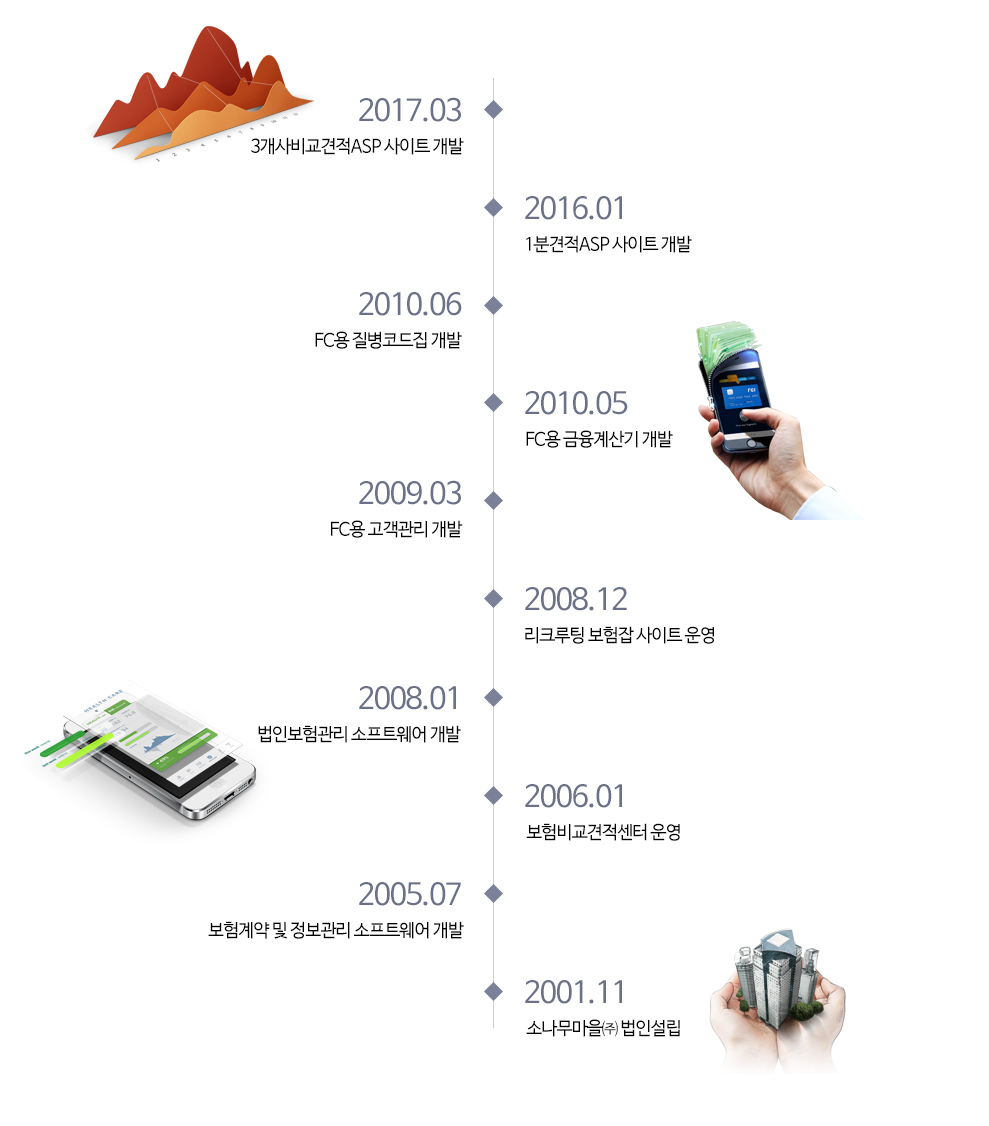 2017.03
3개사비교견적ASP 사이트 개발
2016.01
1분견적ASP 사이트 개발
2010.06
FC용 질병코드집 개발
2010.05
FC용 금융계산기 개발
2009.03
FC용 고객관리 개발
2008.12
리크루팅 보험잡 사이트 운영
HEALTH CARE
2008.01
법인보험관리 소프트웨어 개발
2006.01
보험비교견적센터 운영
2005.07
보험계약 및 정보관리 소프트웨어 개발
2001.11
소나무마을㈜ 법인설립